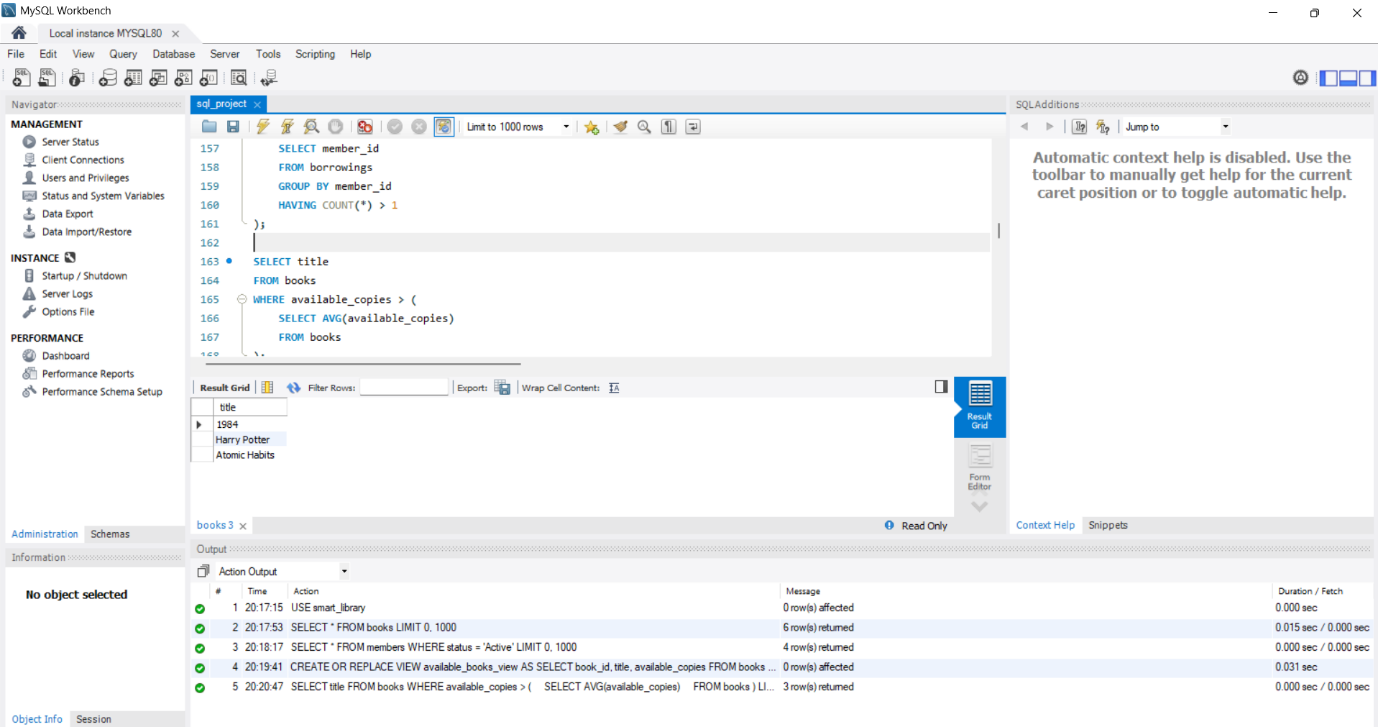 MySQL Workbench
Local instance MYSQL80
File Edit View Query Database Server Tools Scripting Help
Navigator
MANAGEMENT
Server Status
Client Connections
Users and Privileges
Status and System Variables
Data Export
Data Import/Restore
INSTANCE
Startup / Shutdown
Server Logs
Options File
PERFORMANCE
Dashboard
Performance Reports
Performance Schema Setup
Administration Schemas
Information
No object selected
Object Info Session
sql_project
Limit to 1000 rows
157 SELECT member_id
158 FROM borrowings
159 GROUP BY member_id
160 HAVING COUNT(*) > 1
161 );
162
163 SELECT title
164 FROM books
165 WHERE available_copies > (
166 SELECT AVG(available_copies)
167 FROM books
168 );
Result Grid Filter Rows: Export: Wrap Cell Content:
title
1984
Harry Potter
Atomic Habits
Result Grid
Form Editor
books 3
Read Only
SQLAdditions
Jump to
Automatic context help is disabled. Use the
toolbar to manually get help for the current
caret position or to toggle automatic help.
Context Help Snippets
Output
Action Output
# Time Action Message Duration / Fetch
1 20:17:15 USE smart_library 0 row(s) affected 0.000 sec
2 20:17:53 SELECT * FROM books LIMIT 0, 1000 6 row(s) returned 0.015 sec / 0.000 sec
3 20:18:17 SELECT * FROM members WHERE status = 'Active' LIMIT 0, 1000 4 row(s) returned 0.000 sec / 0.000 sec
4 20:19:41 CREATE OR REPLACE VIEW available_books_view AS SELECT book_id, title, available_copies FROM books ... 0 row(s) affected 0.031 sec
5 20:20:47 SELECT title FROM books WHERE available_copies > ( SELECT AVG(available_copies) FROM books ) LI... 3 row(s) returned 0.000 sec / 0.000 sec